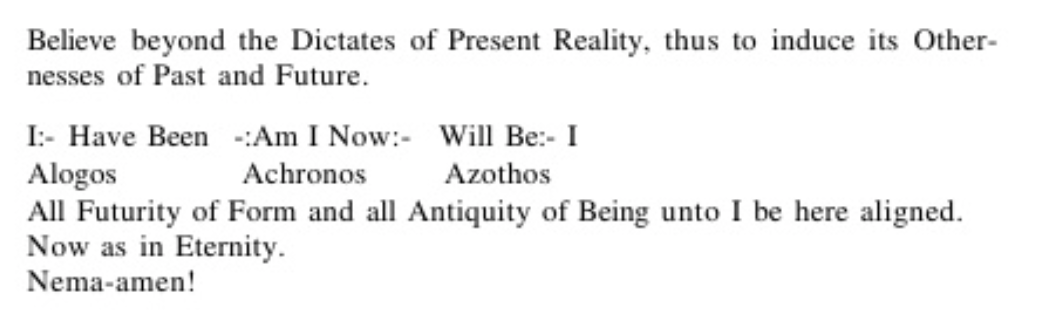 Believe beyond the Dictates of Present Reality, thus to induce its Other-
nesses of Past and Future.
I:- Have Been -:Am I Now:- Will Be:- I
Alogos Achronos Azothos
All Futurity of Form and all Antiquity of Being unto I be here aligned.
Now as in Eternity.
Nema-amen!